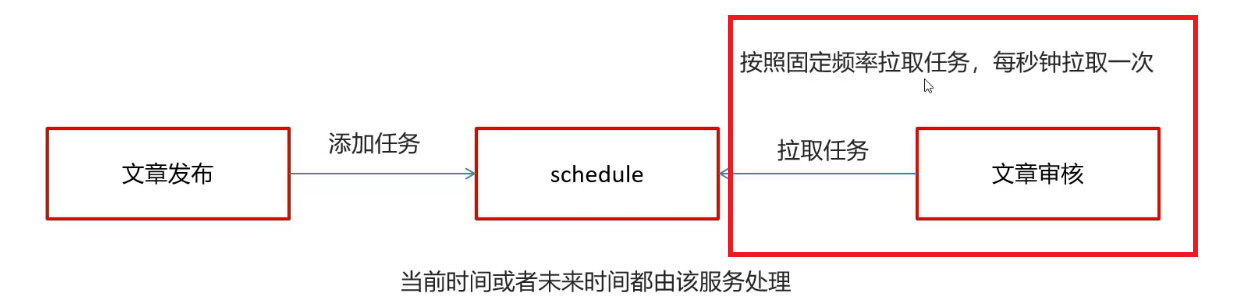 按照固定频率拉取任务，每秒钟拉取一次
文章发布
添加任务
schedule
拉取任务
文章审核
当前时间或者未来时间都由该服务处理